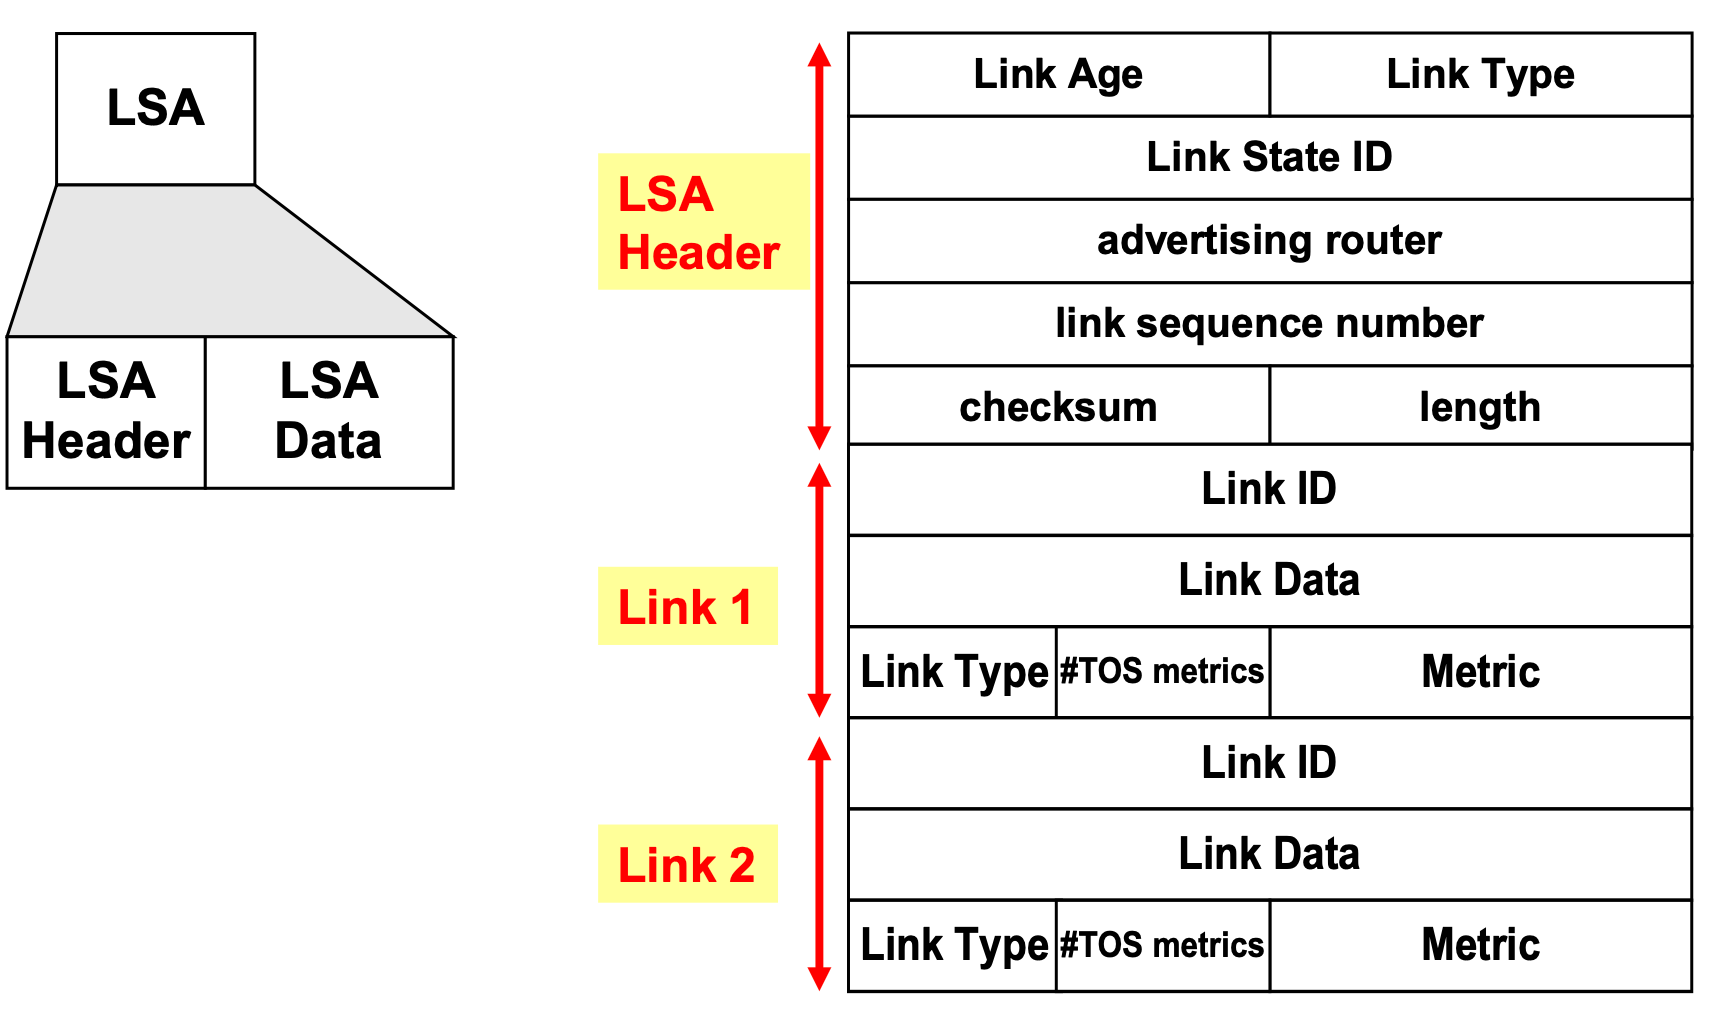 LSA
LSA
Header
LSA
Data
LSA
Header
Link 1
Link 2
Link Age Link Type
Link State ID
advertising router
link sequence number
checksum length
Link ID
Link Data
Link Type #TOS metrics Metric
Link ID
Link Data
Link Type #TOS metrics Metric